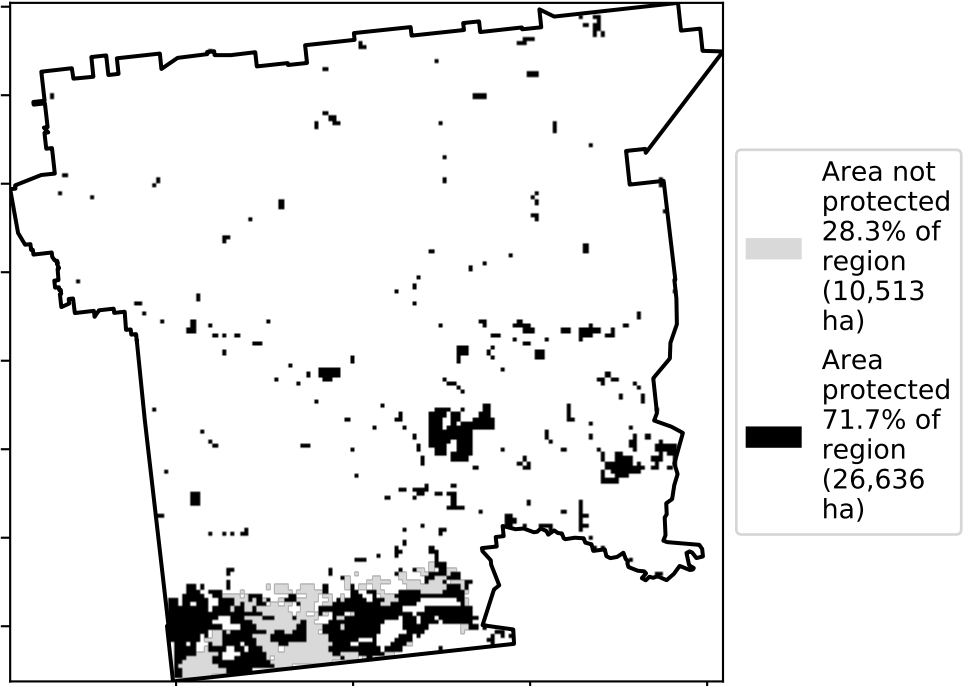 Area not
protected
28.3% of
region
(10,513
ha)
Area
protected
71.7% of
region
(26,636
ha)